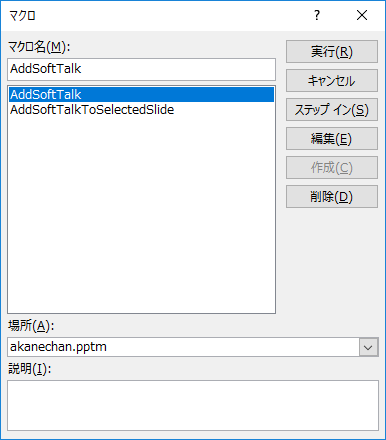 マクロ
?
マクロ名(M):
AddSoftTalk
AddSoftTalk
AddSoftTalkToSelectedSlide
実行(R)
キャンセル
ステップ イン(S)
編集(E)
作成(C)
削除(D)
場所(A):
akanechan.pptm
説明(I):